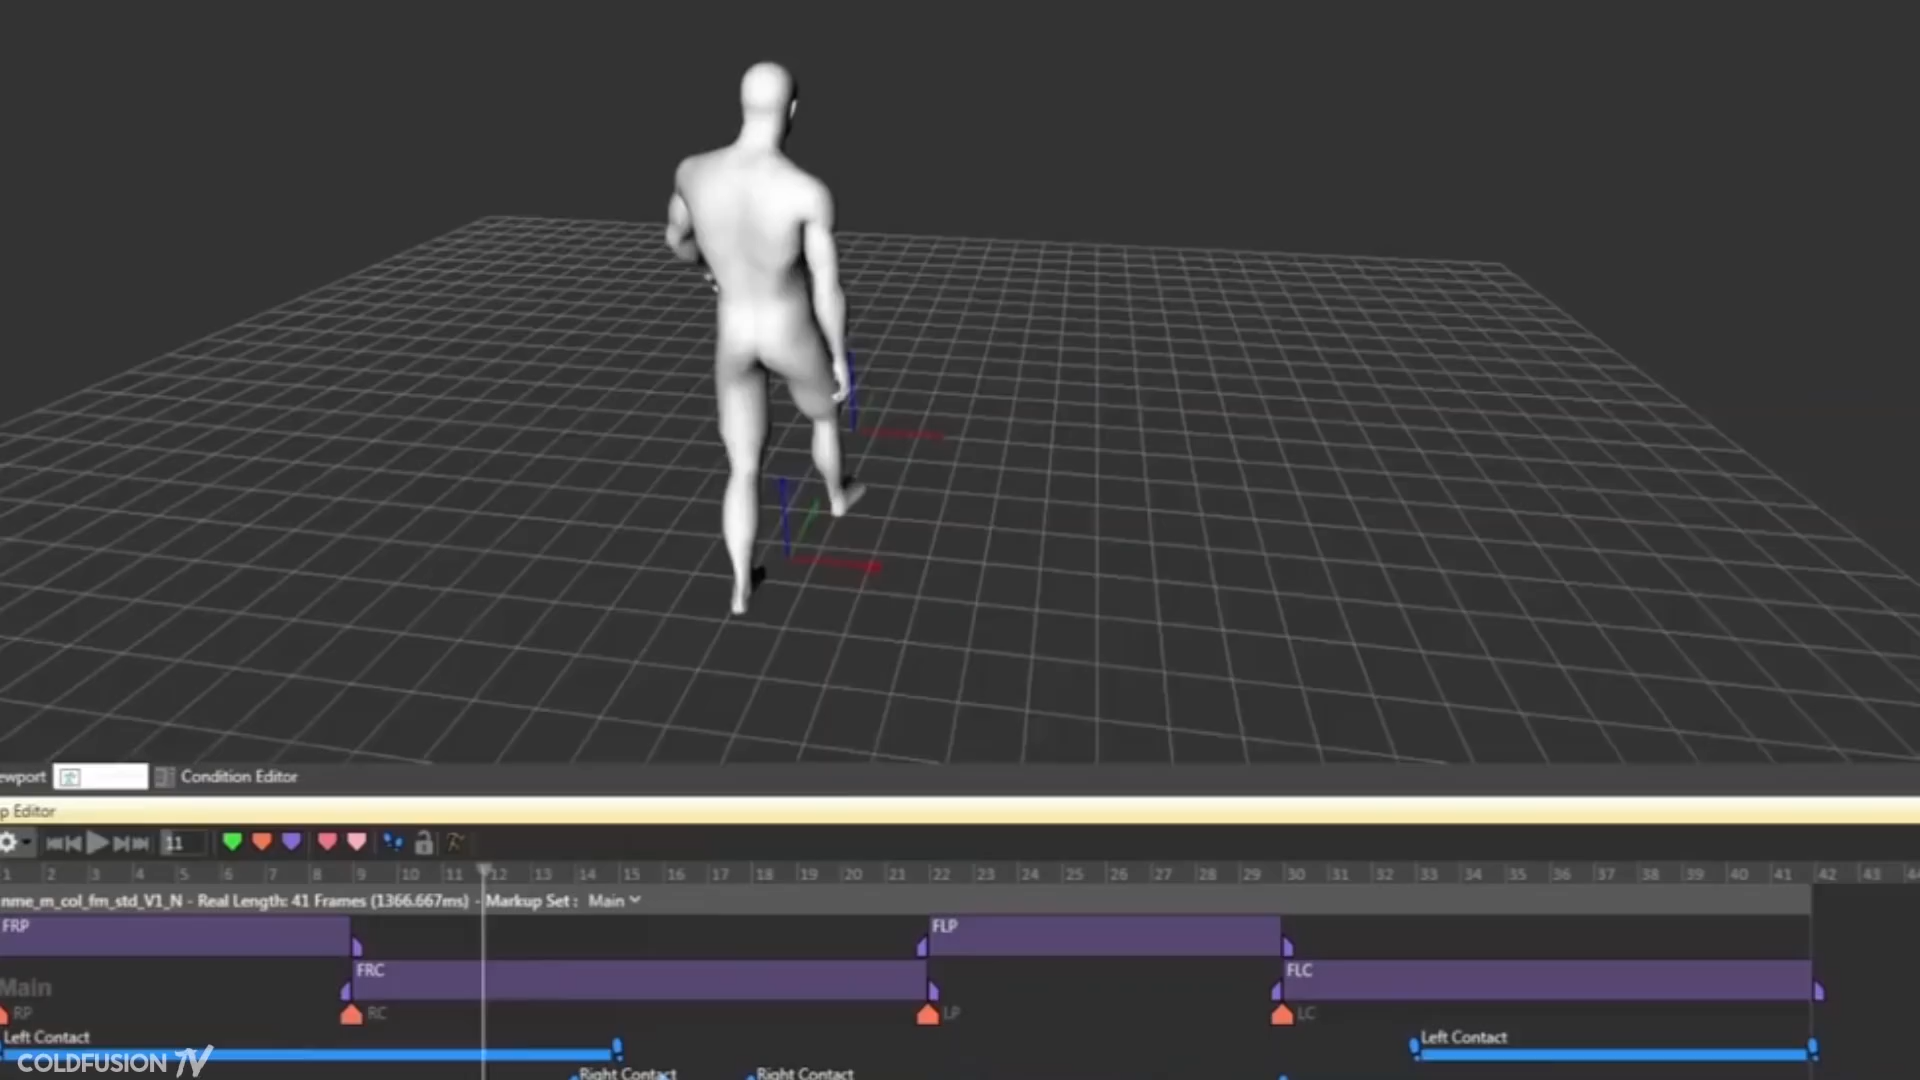 ewport Condition Editor
p Editor
11
1 2 3 4 5 6 7 8 9 10 11 12 13 14 15 16 17 18 19 20 21 22 23 24 25 26 27 28 29 30 31 32 33 34 35 36 37 38 39 40 41 42 43 44
nme_m_col_fm_std_V1_N - Real Length: 41 Frames (1366.667ms) - Markup Set : Main
FRP FLP
FRC FLC
Main
RP RC LP LC
Left Contact Left Contact
COLDFUSION TV
Right Contact Right Contact